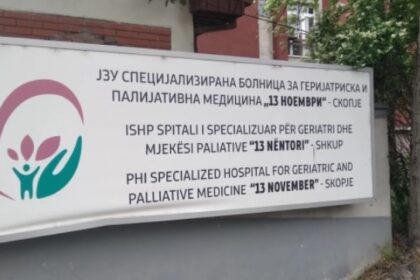 ЈЗУ СПЕЦИЈАЛИЗИРАНА БОЛНИЦА ЗА ГЕРИЈАТРИСКА И
ПАЛИЈАТИВНА МЕДИЦИНА „13 НОЕМВРИ“ - СКОПЈЕ
ISHP SPITALI I SPECIALIZUAR PËR GERIATRI DHE
MJEKËSI PALIATIVE “13 NËNTORI” - SHKUP
PHI SPECIALIZED HOSPITAL FOR GERIATRIC AND
PALLIATIVE MEDICINE “13 NOVEMBER” - SKOPJE